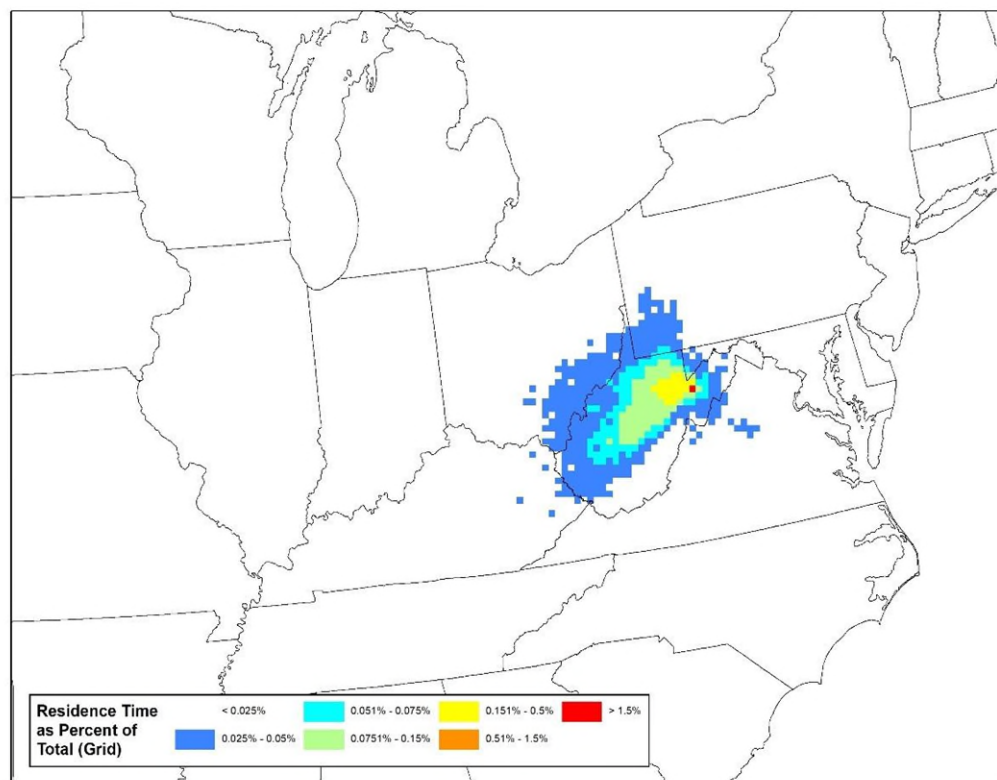 Residence Time
as Percent of
Total (Grid)
< 0.025%
0.051% - 0.075%
0.151% - 0.5%
> 1.5%
0.025% - 0.05%
0.0751% - 0.15%
0.51% - 1.5%